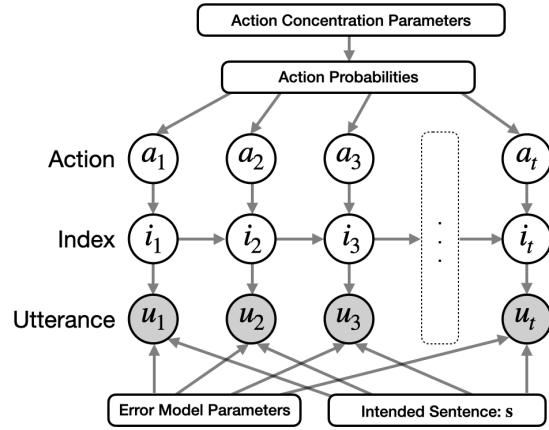 Action Concentration Parameters
Action Probabilities
Action a₁ a₂ a₃ aₜ
Index i₁ i₂ i₃ . . . iₜ
Utterance u₁ u₂ u₃ uₜ
Error Model Parameters Intended Sentence: s